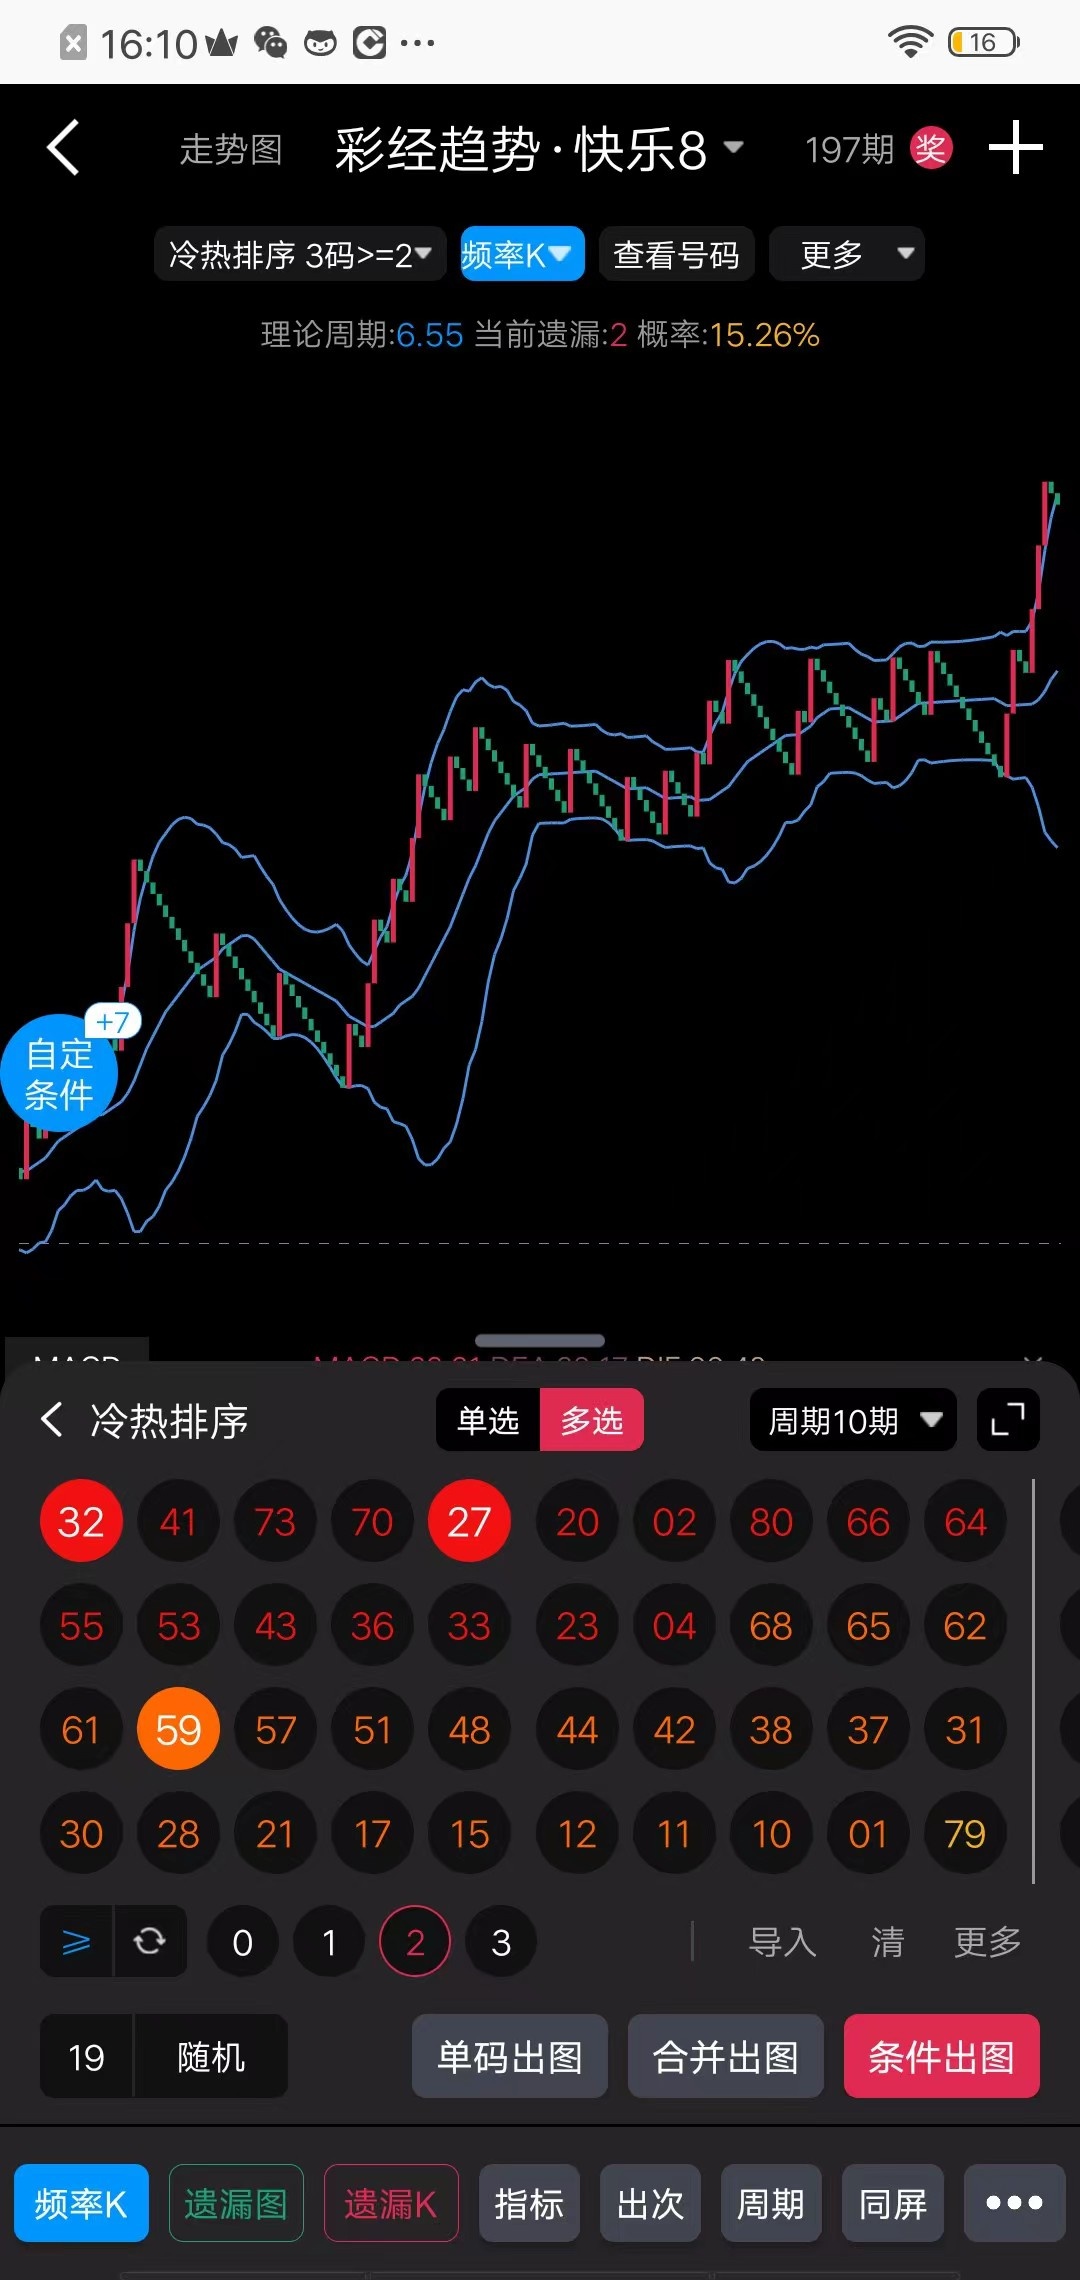 16:10
16
走势图 彩经趋势·快乐8 197期 奖
冷热排序 3码>=2 频率K 查看号码 更多
理论周期:6.55 当前遗漏:2 概率:15.26%
+7
自定
条件
冷热排序 单选 多选 周期10期
32 41 73 70 27 20 02 80 66 64
55 53 43 36 33 23 04 68 65 62
61 59 57 51 48 44 42 38 37 31
30 28 21 17 15 12 11 10 01 79
≥ 0 1 2 3 导入 清 更多
19 随机 单码出图 合并出图 条件出图
频率K 遗漏图 遗漏K 指标 出次 周期 同屏